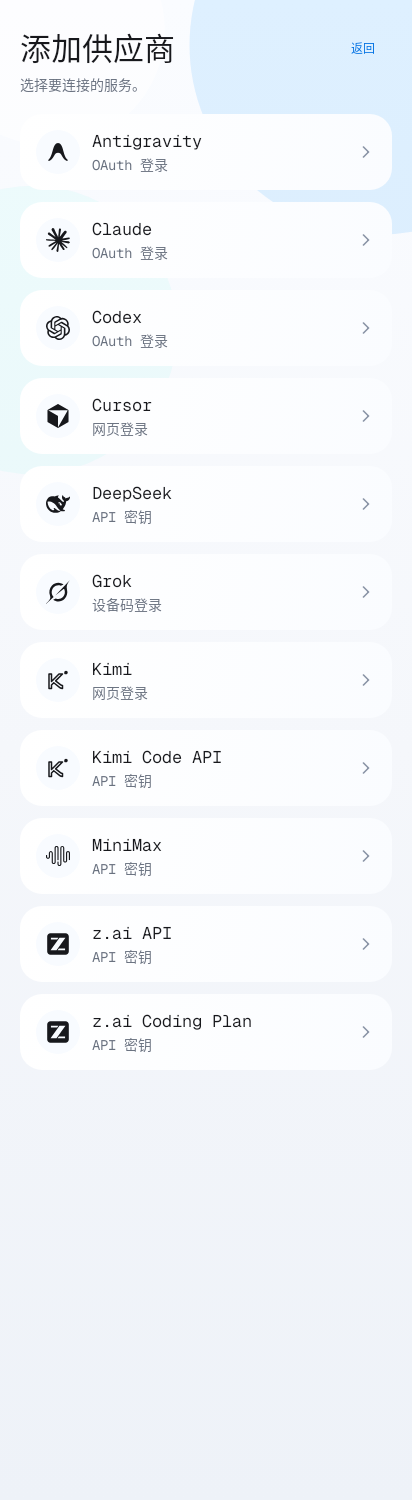 添加供应商
返回
选择要连接的服务。
Antigravity
OAuth 登录
Claude
OAuth 登录
Codex
OAuth 登录
Cursor
网页登录
DeepSeek
API 密钥
Grok
设备码登录
Kimi
网页登录
Kimi Code API
API 密钥
MiniMax
API 密钥
z.ai API
API 密钥
z.ai Coding Plan
API 密钥